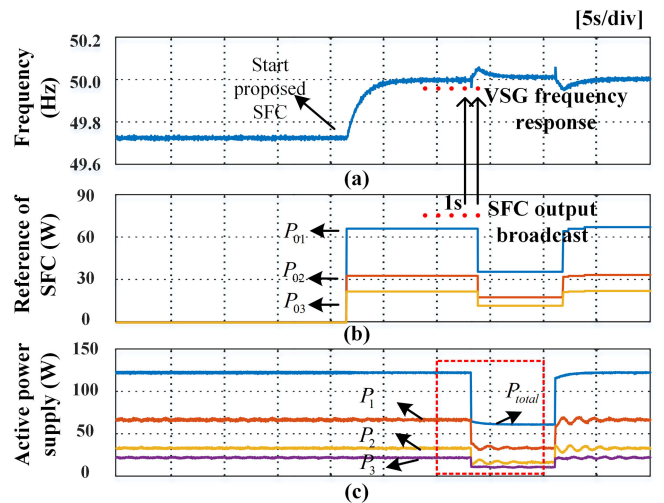 [5s/div]
50.2
50.0
49.8
49.6
Frequency
(Hz)
Start
proposed
SFC
VSG frequency
response
(a)
90
60
30
0
Reference of
SFC (W)
P01
P02
P03
1s
SFC output
broadcast
(b)
150
100
50
0
Active power
supply (W)
P1
P2
P3
Ptotal
(c)